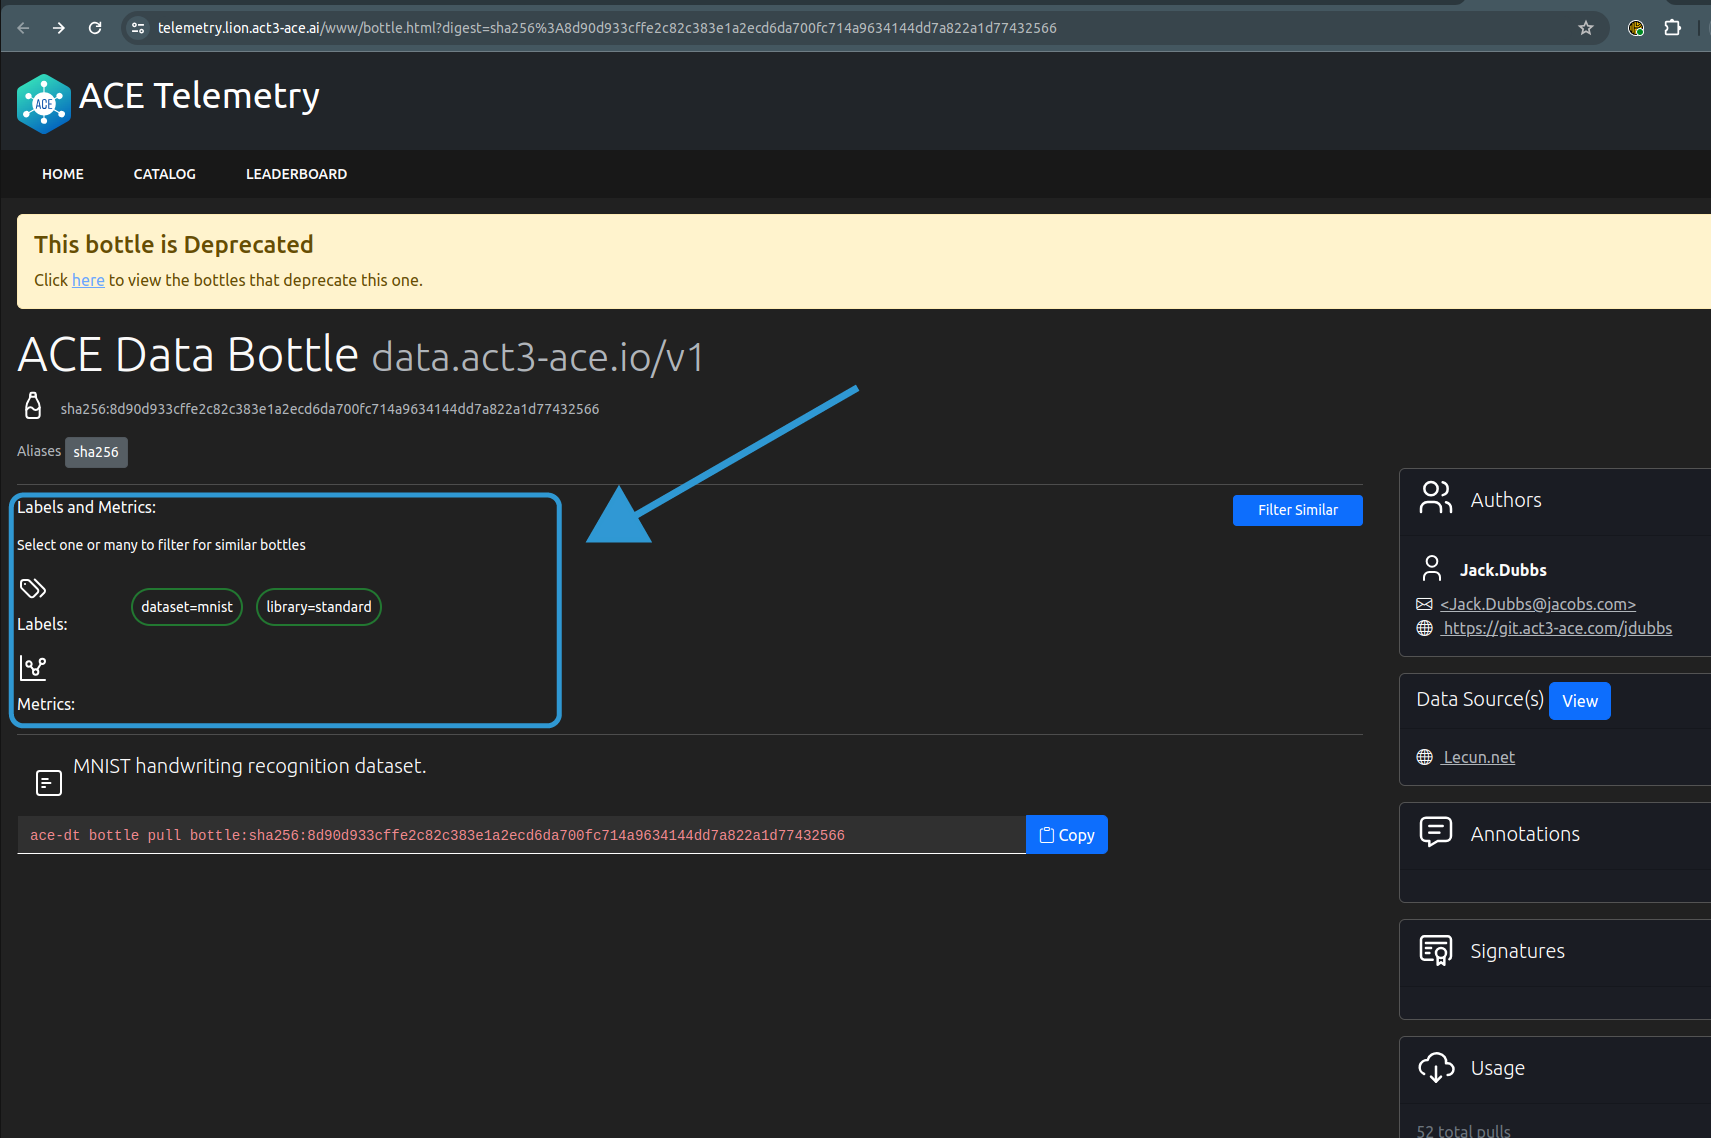 telemetry.lion.act3-ace.ai/www/bottle.html?digest=sha256%3A8d90d933cffe2c82c383e1a2ecd6da700fc714a9634144dd7a822a1d77432566
ACE
ACE Telemetry
HOME CATALOG LEADERBOARD
This bottle is Deprecated
Click here to view the bottles that deprecate this one.
ACE Data Bottle data.act3-ace.io/v1
sha256:8d90d933cffe2c82c383e1a2ecd6da700fc714a9634144dd7a822a1d77432566
Aliases sha256
Labels and Metrics:
Filter Similar
Select one or many to filter for similar bottles
Labels:
dataset=mnist library=standard
Metrics:
MNIST handwriting recognition dataset.
ace-dt bottle pull bottle:sha256:8d90d933cffe2c82c383e1a2ecd6da700fc714a9634144dd7a822a1d77432566
Copy
Authors
Jack.Dubbs
<Jack.Dubbs@jacobs.com>
https://git.act3-ace.com/jdubbs
Data Source(s) View
Lecun.net
Annotations
Signatures
Usage
52 total pulls